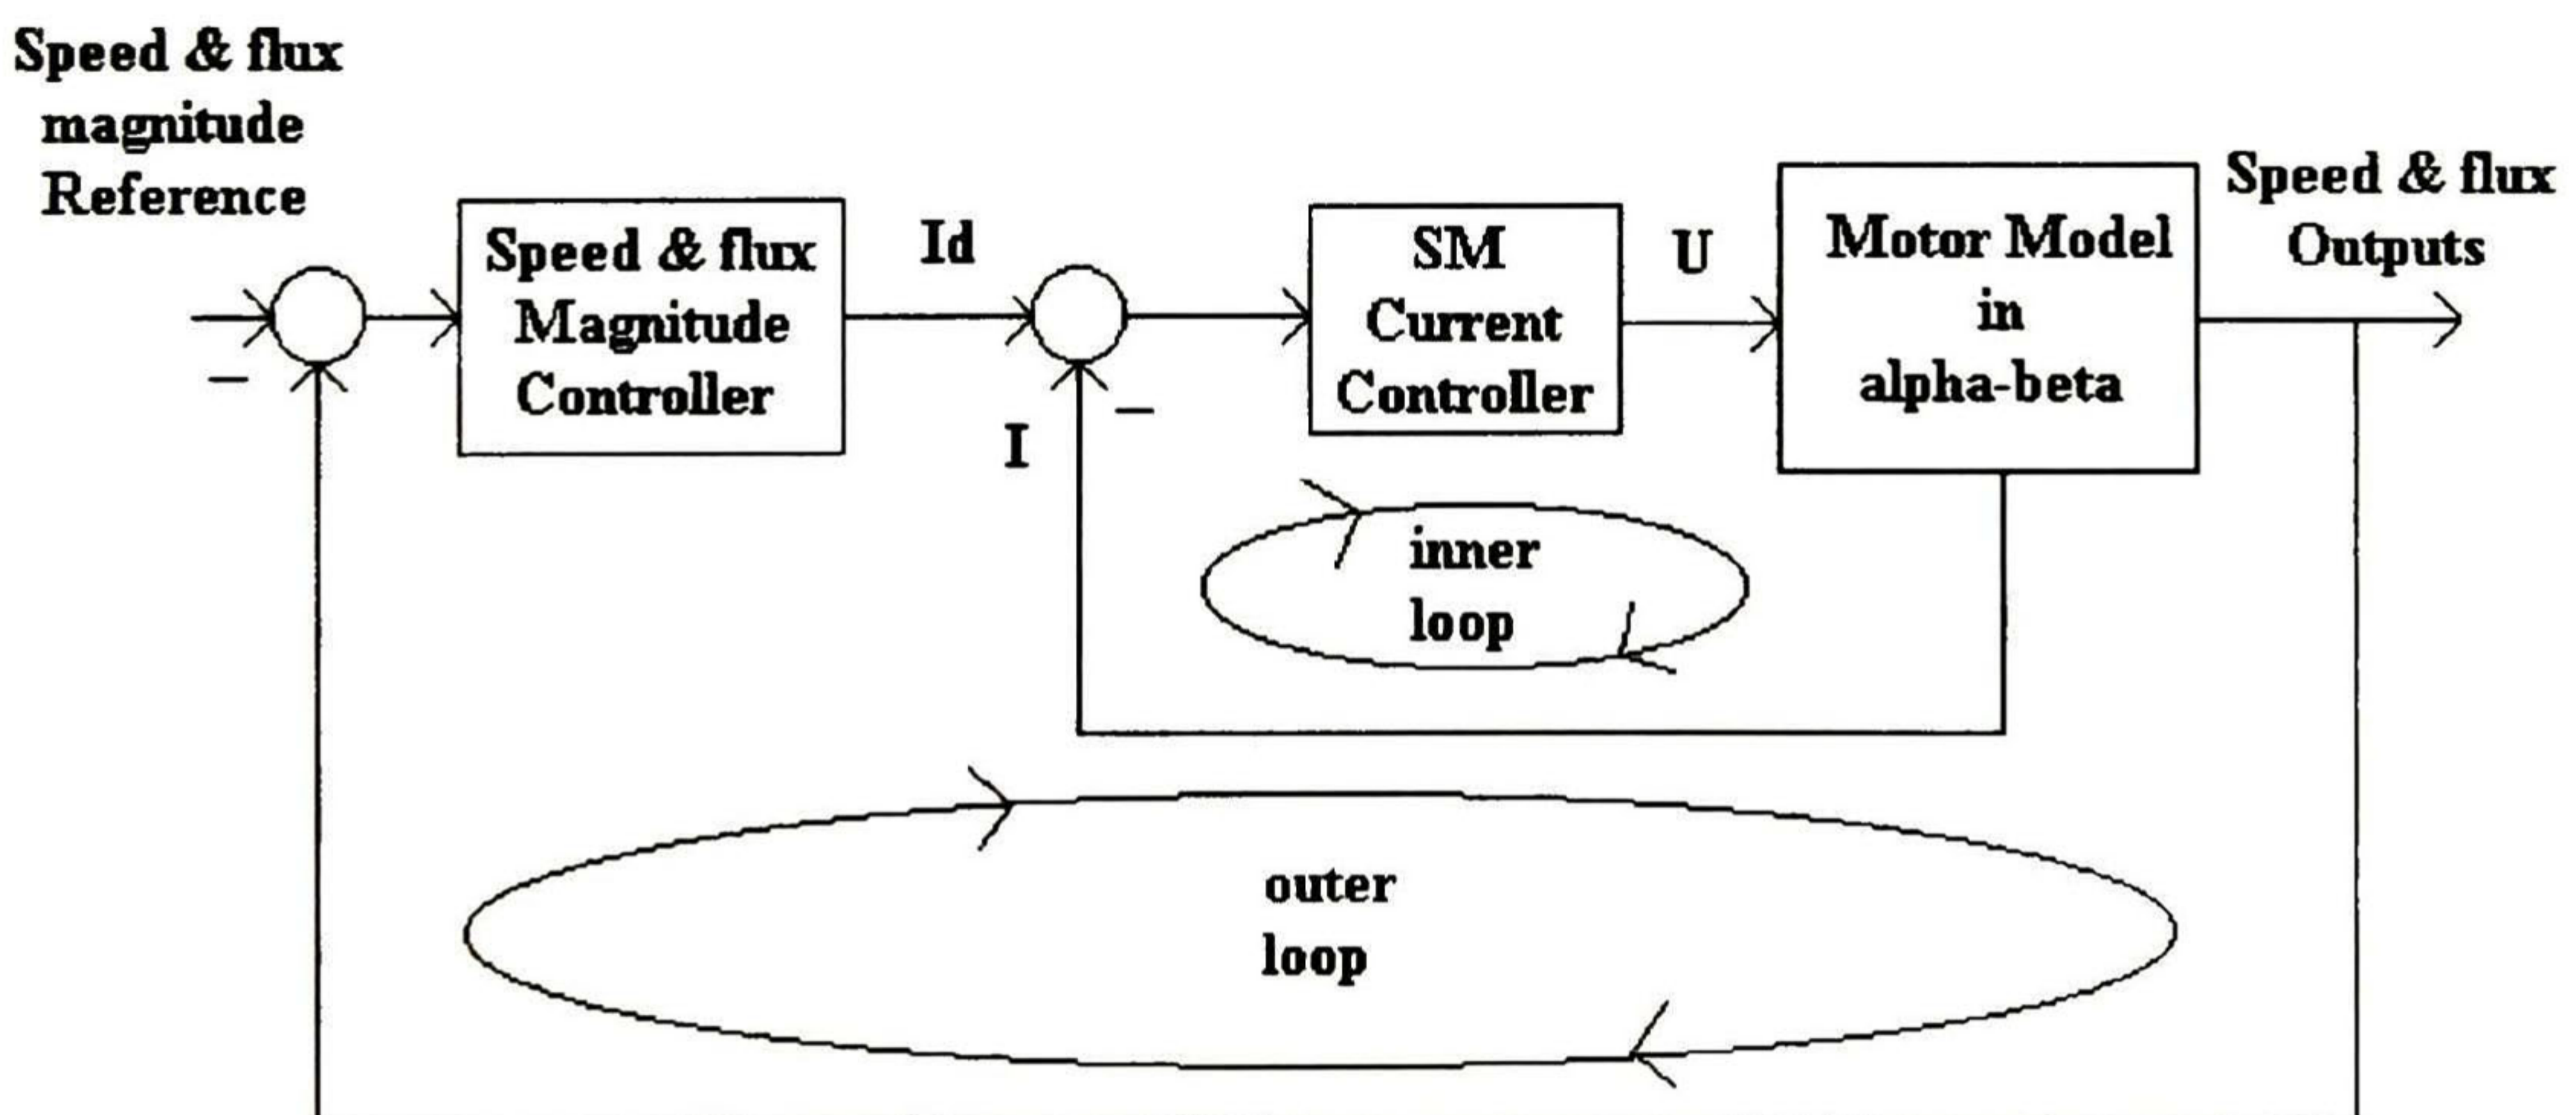 Speed & flux
magnitude
Reference
–
Speed & flux
Magnitude
Controller
Id
I
–
SM
Current
Controller
U
Motor Model
in
alpha-beta
Speed & flux
Outputs
inner
loop
outer
loop